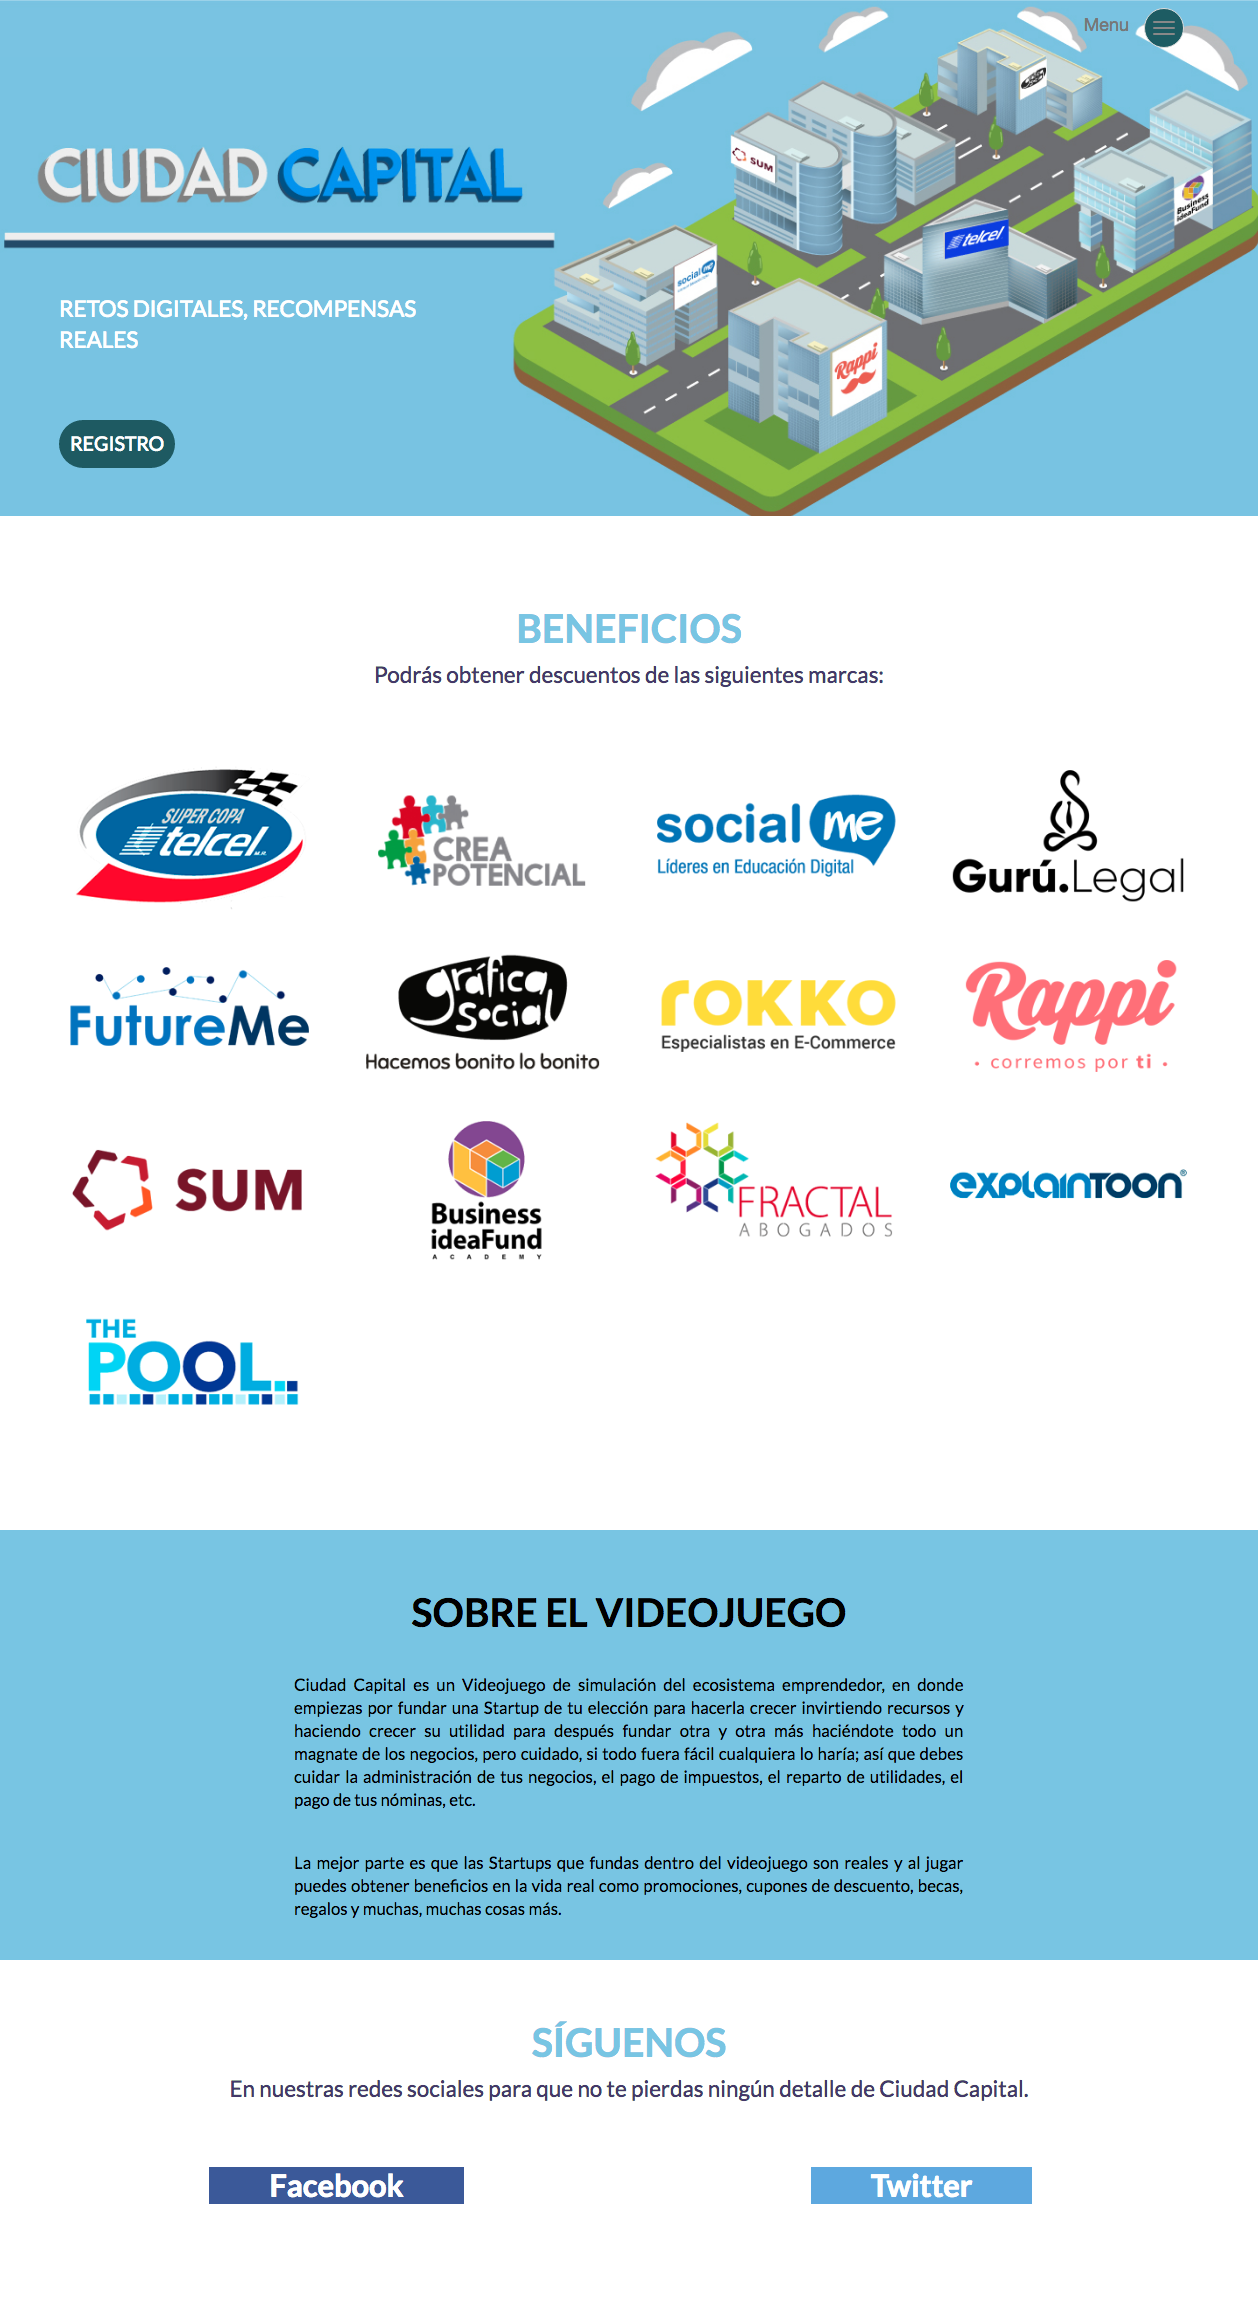 Menu
CIUDAD CAPITAL
SUM
Business
ideaFund
telcel
social me
Rappi
RETOS DIGITALES, RECOMPENSAS
REALES
REGISTRO
BENEFICIOS
Podrás obtener descuentos de las siguientes marcas:
SUPER COPA
telcel
M.R.
CREA
POTENCIAL
social me
Líderes en Educación Digital
Gurú.Legal
FutureMe
gráfica
social
Hacemos bonito lo bonito
ROKKO
Especialistas en E-Commerce
Rappi
· corremos por ti ·
SUM
Business
ideaFund
ACADEMY
FRACTAL
ABOGADOS
explainTOON®
THE
POOL
SOBRE EL VIDEOJUEGO
Ciudad Capital es un Videojuego de simulación del ecosistema emprendedor, en donde
empiezas por fundar una Startup de tu elección para hacerla crecer invirtiendo recursos y
haciendo crecer su utilidad para después fundar otra y otra más haciéndote todo un
magnate de los negocios, pero cuidado, si todo fuera fácil cualquiera lo haría; así que debes
cuidar la administración de tus negocios, el pago de impuestos, el reparto de utilidades, el
pago de tus nóminas, etc.
La mejor parte es que las Startups que fundas dentro del videojuego son reales y al jugar
puedes obtener beneficios en la vida real como promociones, cupones de descuento, becas,
regalos y muchas, muchas cosas más.
SÍGUENOS
En nuestras redes sociales para que no te pierdas ningún detalle de Ciudad Capital.
Facebook
Twitter